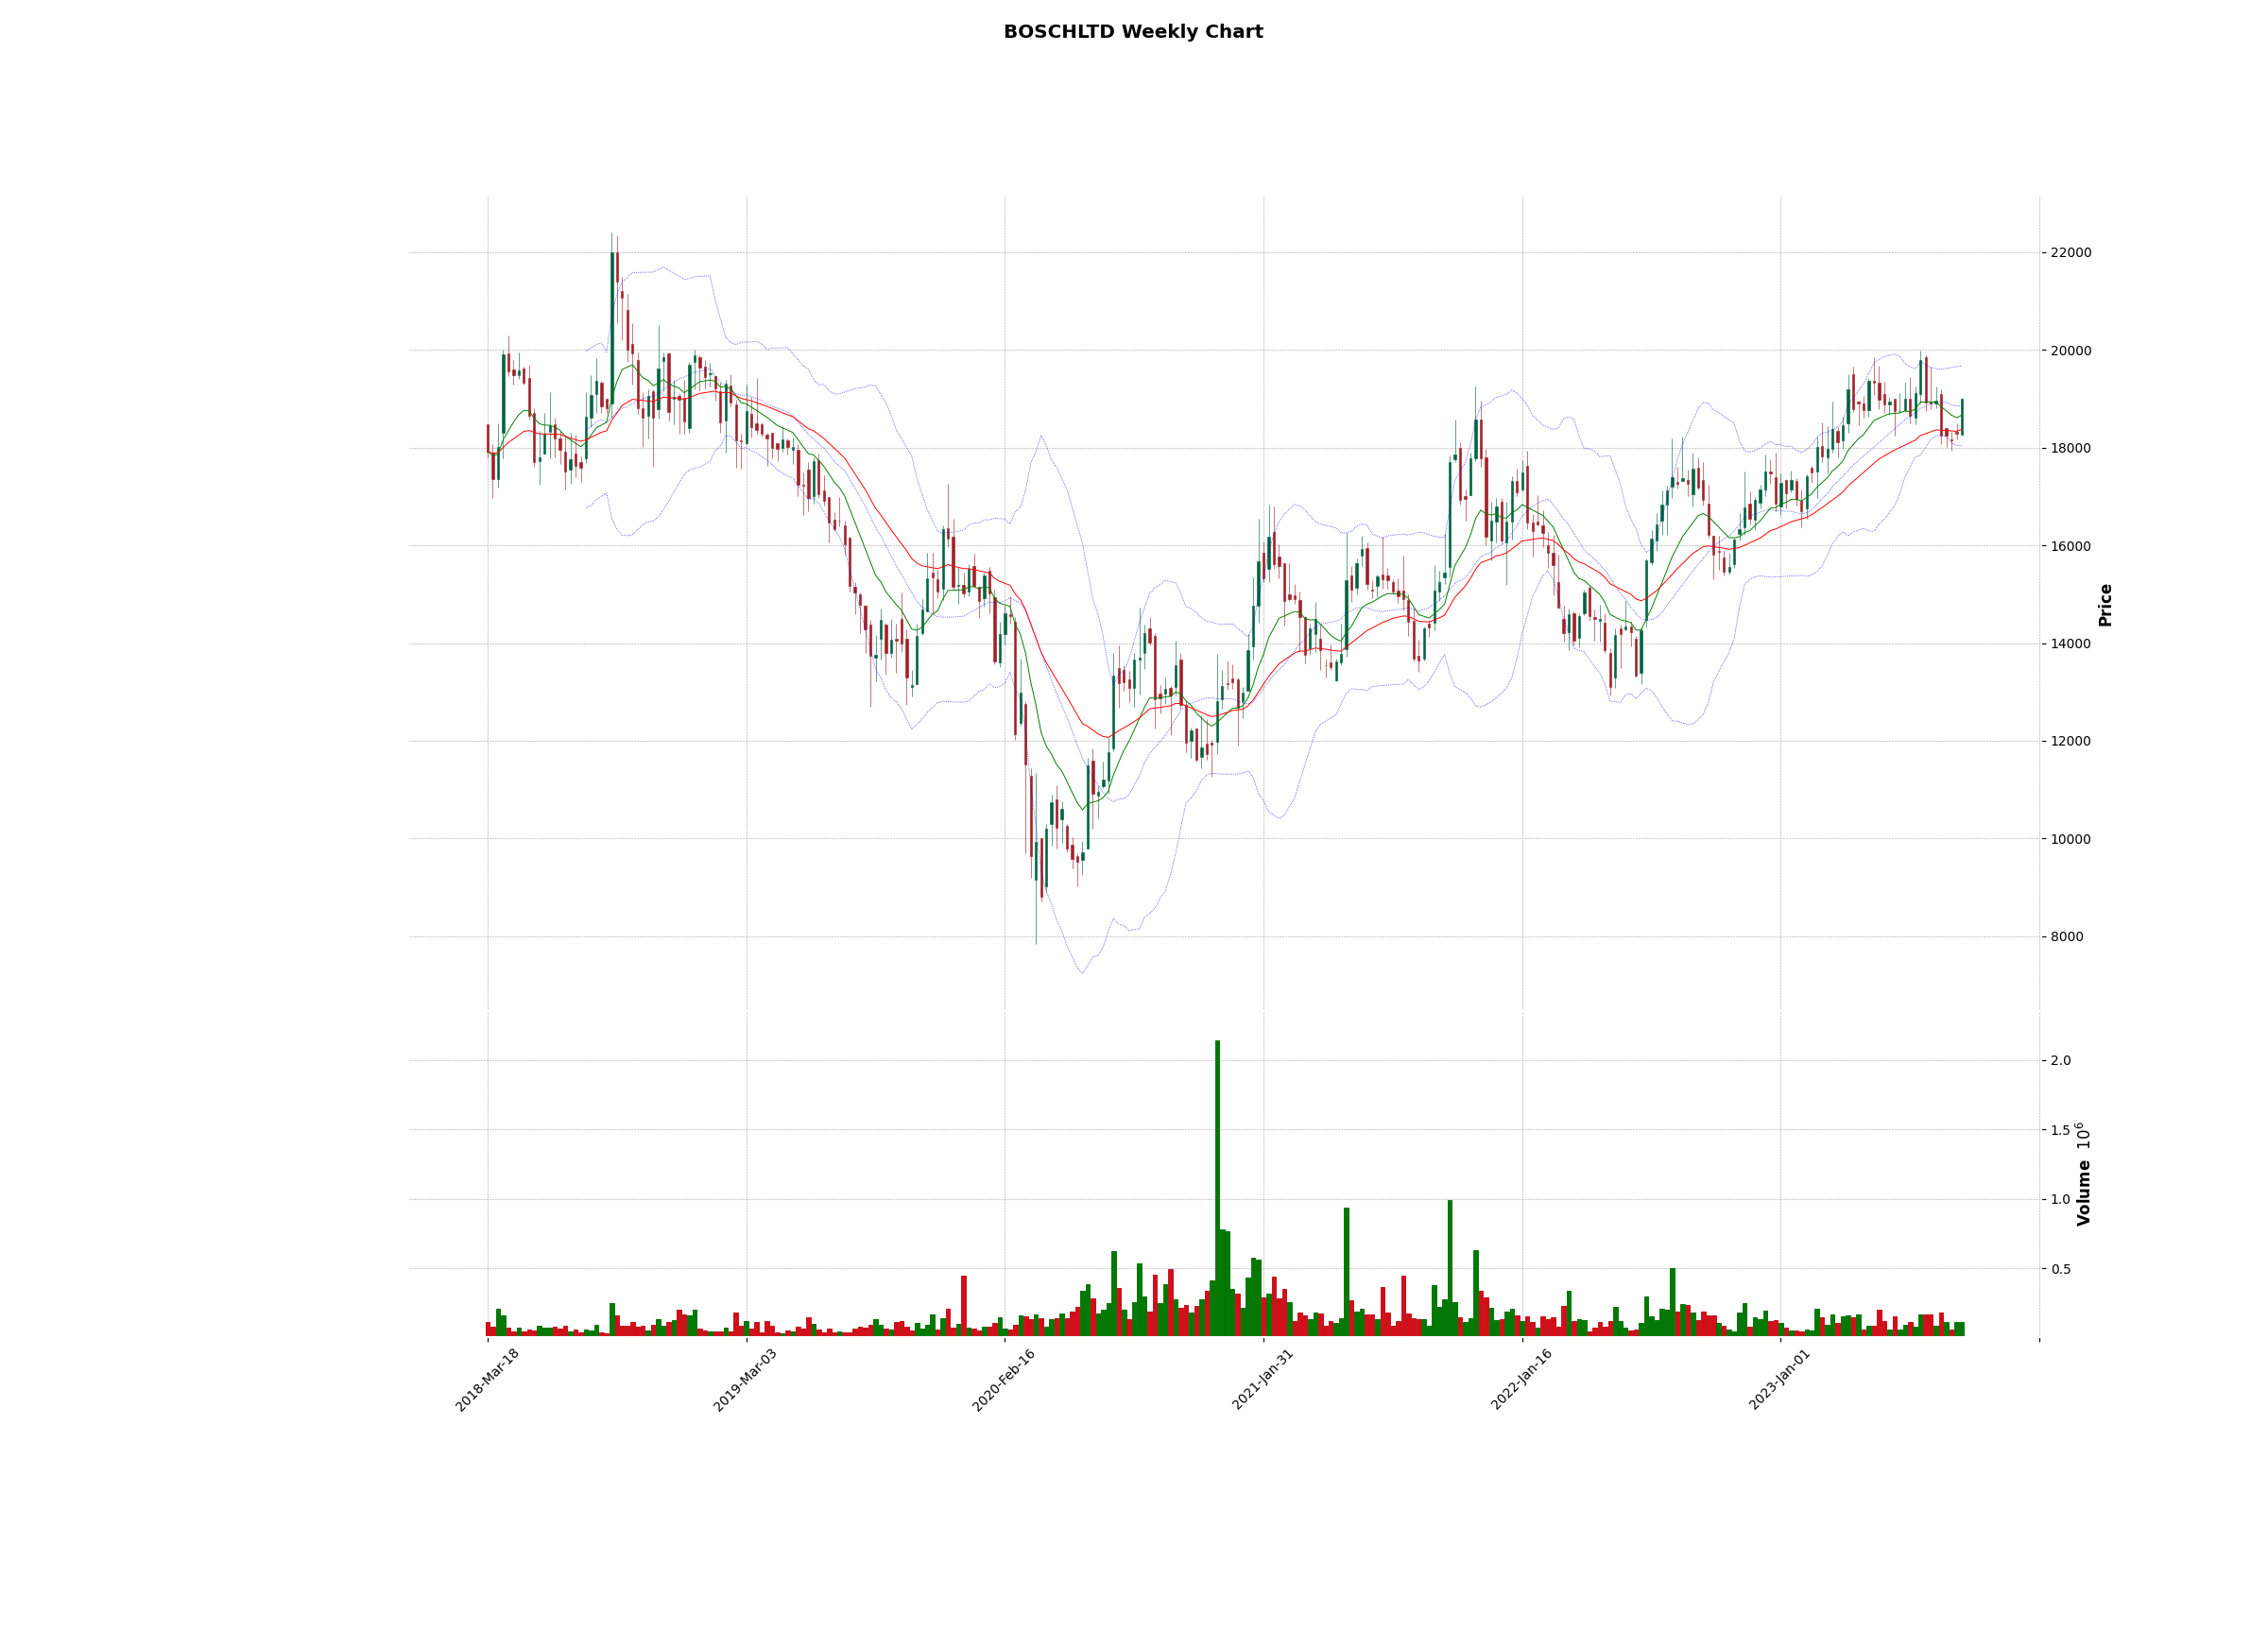 BOSCHLTD Weekly Chart
22000
20000
18000
16000
14000
12000
10000
8000
Price
2.0
1.5
1.0
0.5
Volume 10⁶
2018-Mar-18
2019-Mar-03
2020-Feb-16
2021-Jan-31
2022-Jan-16
2023-Jan-01